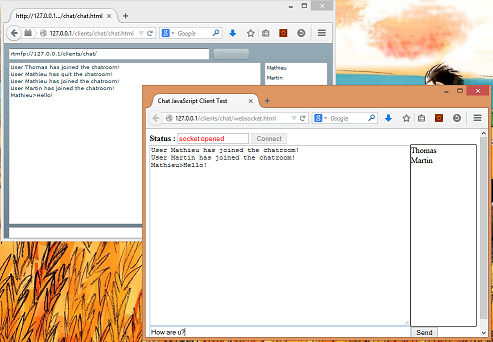 http://127.0.0.1.../chat/chat.html
127.0.0.1/clients/chat/chat.html
Google
rtmfp://127.0.0.1/clients/chat/
User Thomas has joined the chatroom!
User Mathieu has quit the chatroom!
User Mathieu has joined the chatroom!
User Martin has joined the chatroom!
Mathieu>Hello!
Mathieu
Martin
Chat JavaScript Client Test
127.0.0.1/clients/chat/websocket.html
Google
Status : socket opened Connect
User Mathieu has joined the chatroom!
User Martin has joined the chatroom!
Mathieu>Hello!
Thomas
Martin
How are u?
Send